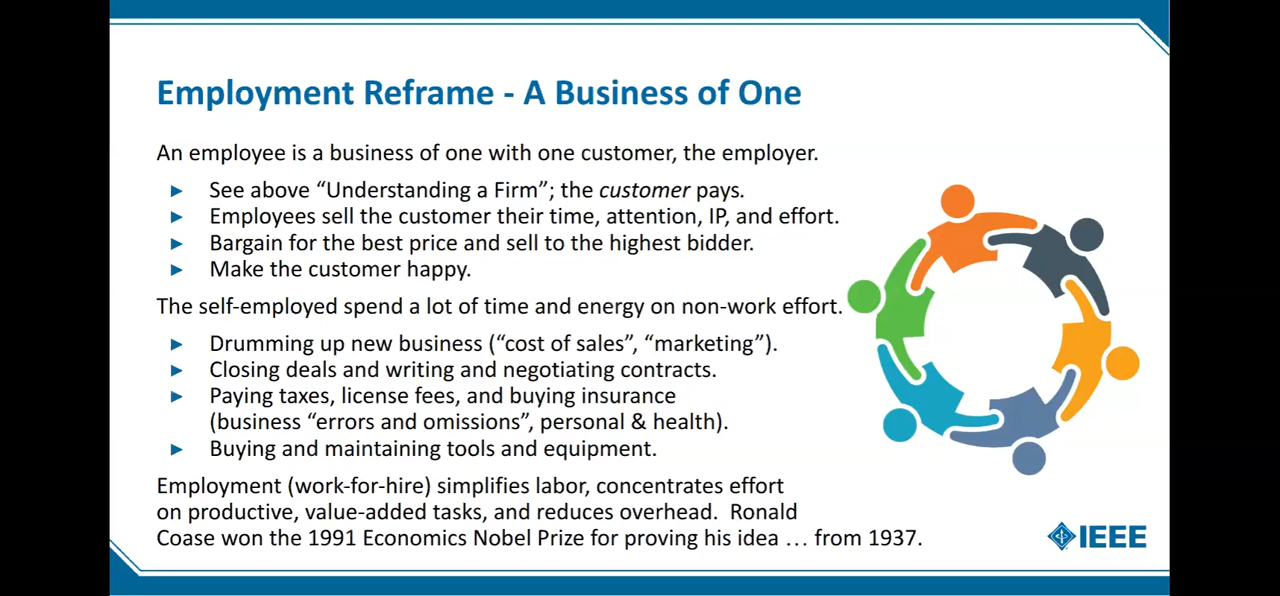 Employment Reframe - A Business of One
An employee is a business of one with one customer, the employer.
► See above “Understanding a Firm”; the customer pays.
► Employees sell the customer their time, attention, IP, and effort.
► Bargain for the best price and sell to the highest bidder.
► Make the customer happy.
The self-employed spend a lot of time and energy on non-work effort.
► Drumming up new business (“cost of sales”, “marketing”).
► Closing deals and writing and negotiating contracts.
► Paying taxes, license fees, and buying insurance
(business “errors and omissions”, personal & health).
► Buying and maintaining tools and equipment.
Employment (work-for-hire) simplifies labor, concentrates effort
on productive, value-added tasks, and reduces overhead. Ronald
Coase won the 1991 Economics Nobel Prize for proving his idea … from 1937.
IEEE